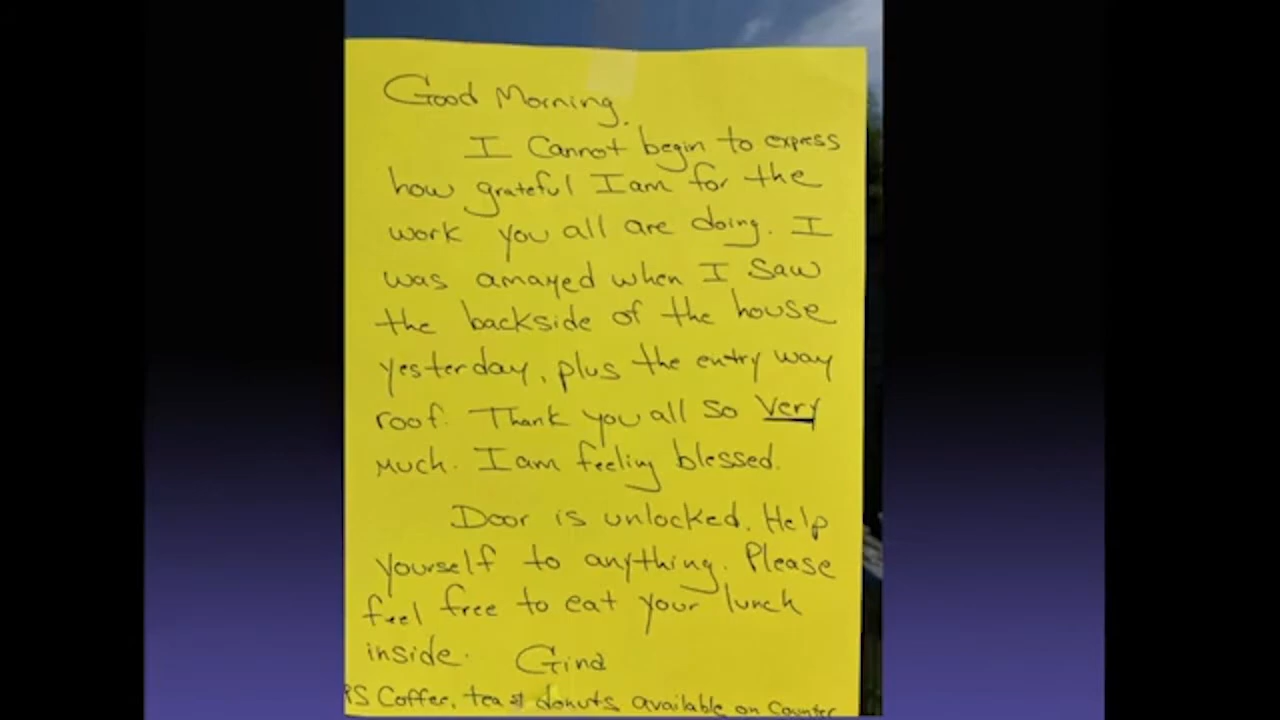 Good Morning,
I Cannot begin to express
how grateful I am for the
work you all are doing. I
was amazed when I saw
the backside of the house
yesterday, plus the entry way
roof. Thank you all so very
much. I am feeling blessed.
Door is unlocked. Help
yourself to anything. Please
feel free to eat your lunch
inside. Gina
PS Coffee, tea & donuts available on Counter